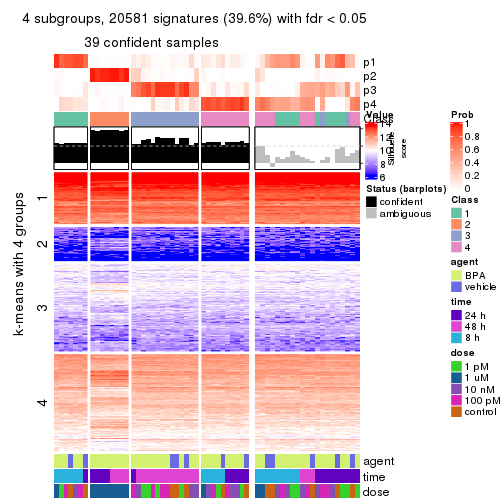 4 subgroups, 20581 signatures (39.6%) with fdr < 0.05
39 confident samples
p1
p2
p3
p4
Class
Silhouette
score
k-means with 4 groups
1
2
3
4
agent
time
dose
Value
14
12
10
8
6
Status (barplots)
confident
ambiguous
Prob
1
0.8
0.6
0.4
0.2
0
Class
1
2
3
4
agent
BPA
vehicle
time
24 h
48 h
8 h
dose
1 pM
1 uM
10 nM
100 pM
control